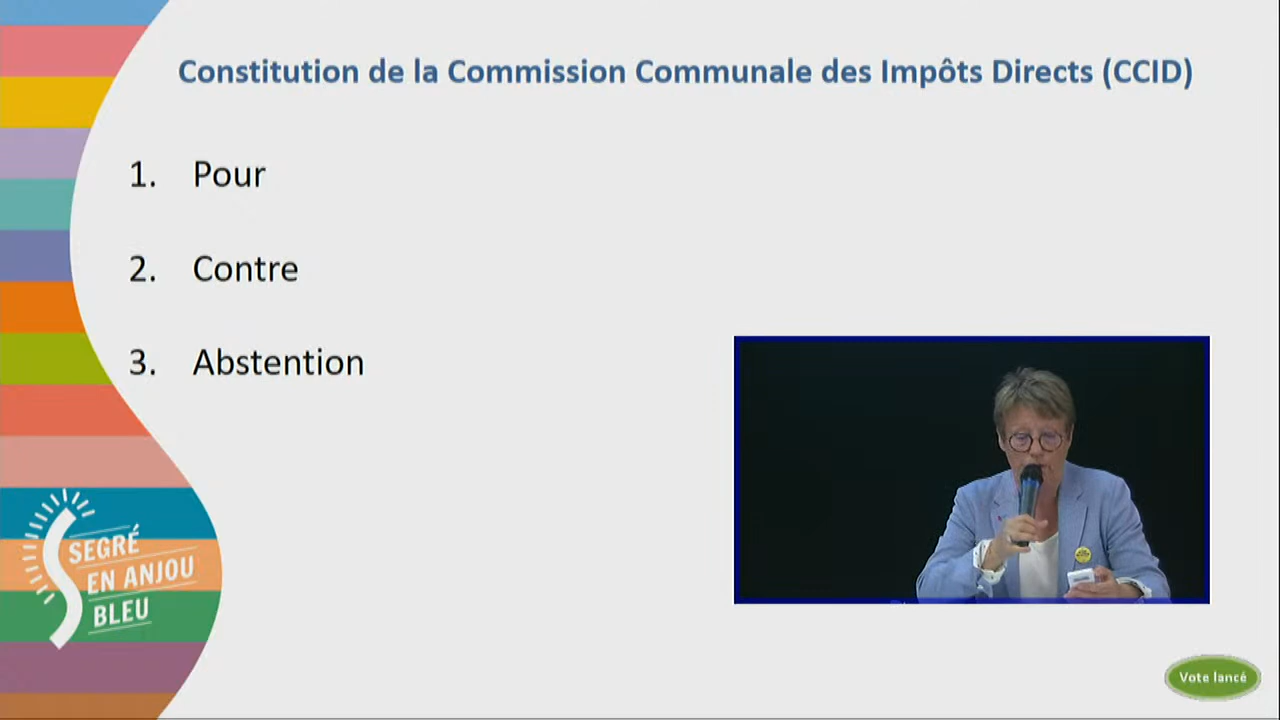 Constitution de la Commission Communale des Impôts Directs (CCID)
1. Pour
2. Contre
3. Abstention
SEGRÉ
EN ANJOU
BLEU
Vote lancé